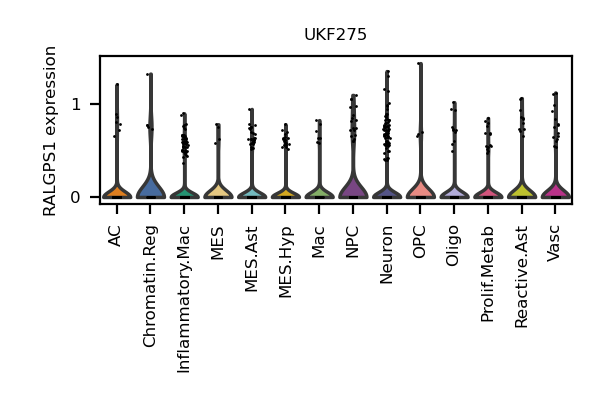 UKF275
RALGPS1 expression
1
0
AC
Chromatin.Reg
Inflammatory.Mac
MES
MES.Ast
MES.Hyp
Mac
NPC
Neuron
OPC
Oligo
Prolif.Metab
Reactive.Ast
Vasc